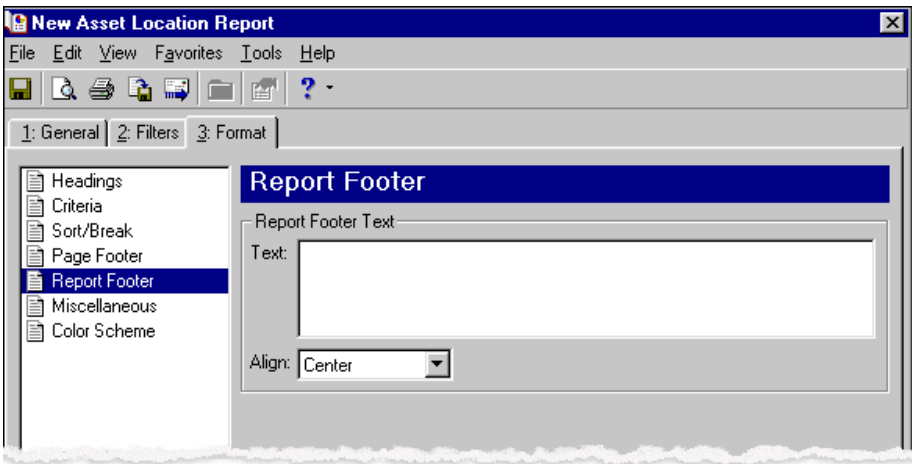 New Asset Location Report
File Edit View Favorites Tools Help
?
1: General 2: Filters 3: Format
Headings
Criteria
Sort/Break
Page Footer
Report Footer
Miscellaneous
Color Scheme
Report Footer
Report Footer Text
Text:
Align: Center